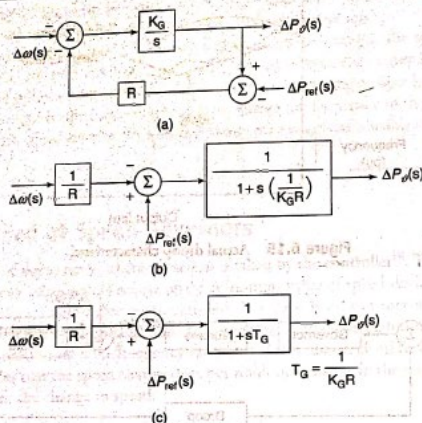 K_G
s
ΔP_𝒱(s)
Σ
Δω(s)
R
Σ
ΔP_ref(s)
(a)
1
Δω(s)
R
Σ
1
1+s(1/K_G R)
ΔP_𝒱(s)
ΔP_ref(s)
(b)
1
Δω(s)
R
Σ
1
1+sT_G
ΔP_𝒱(s)
ΔP_ref(s)
T_G = 1/K_G R
(c)